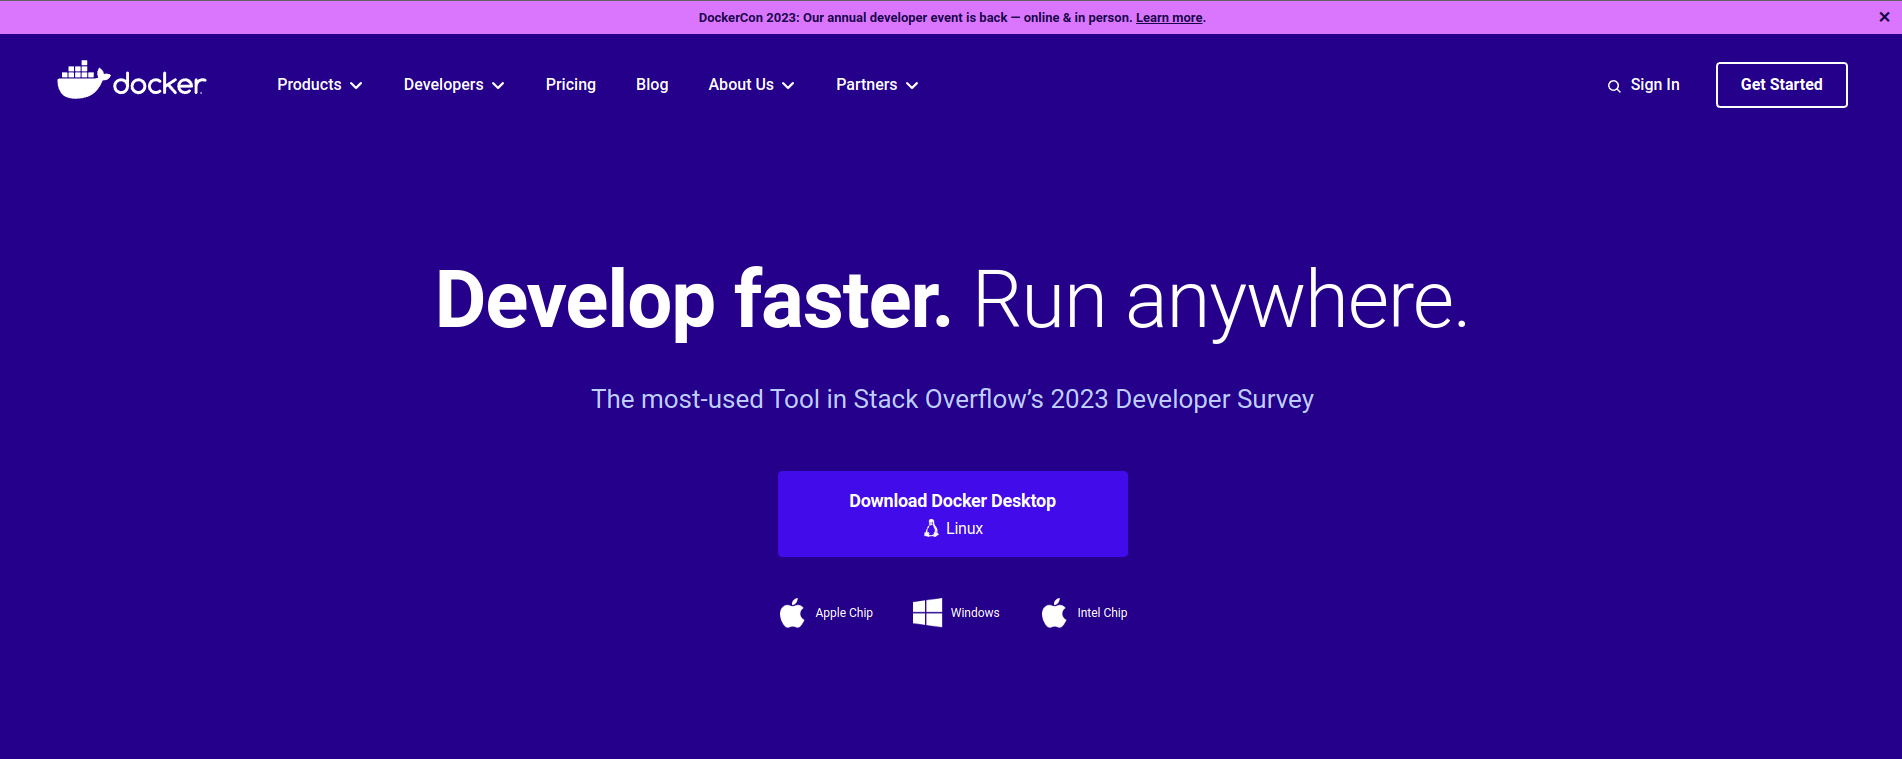 DockerCon 2023: Our annual developer event is back — online & in person. Learn more.
docker
Products
Developers
Pricing
Blog
About Us
Partners
Sign In
Get Started
Develop faster. Run anywhere.
The most-used Tool in Stack Overflow’s 2023 Developer Survey
Download Docker Desktop
Linux
Apple Chip
Windows
Intel Chip